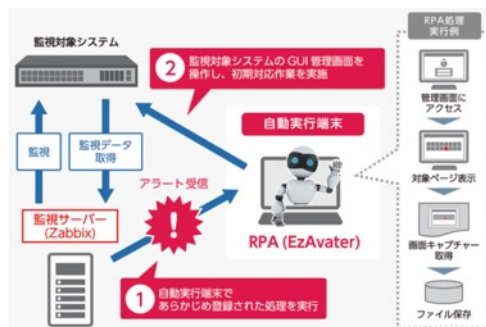 監視対象システム
2
監視対象システムの GUI 管理画面を
操作し、初期対応作業を実施
監視
監視データ
取得
アラート受信
監視サーバー
(Zabbix)
自動実行端末
RPA (EzAvater)
1
自動実行端末で
あらかじめ登録された処理を実行
RPA処理
実行例
管理画面に
アクセス
対象ページ表示
画面キャプチャー
取得
ファイル保存